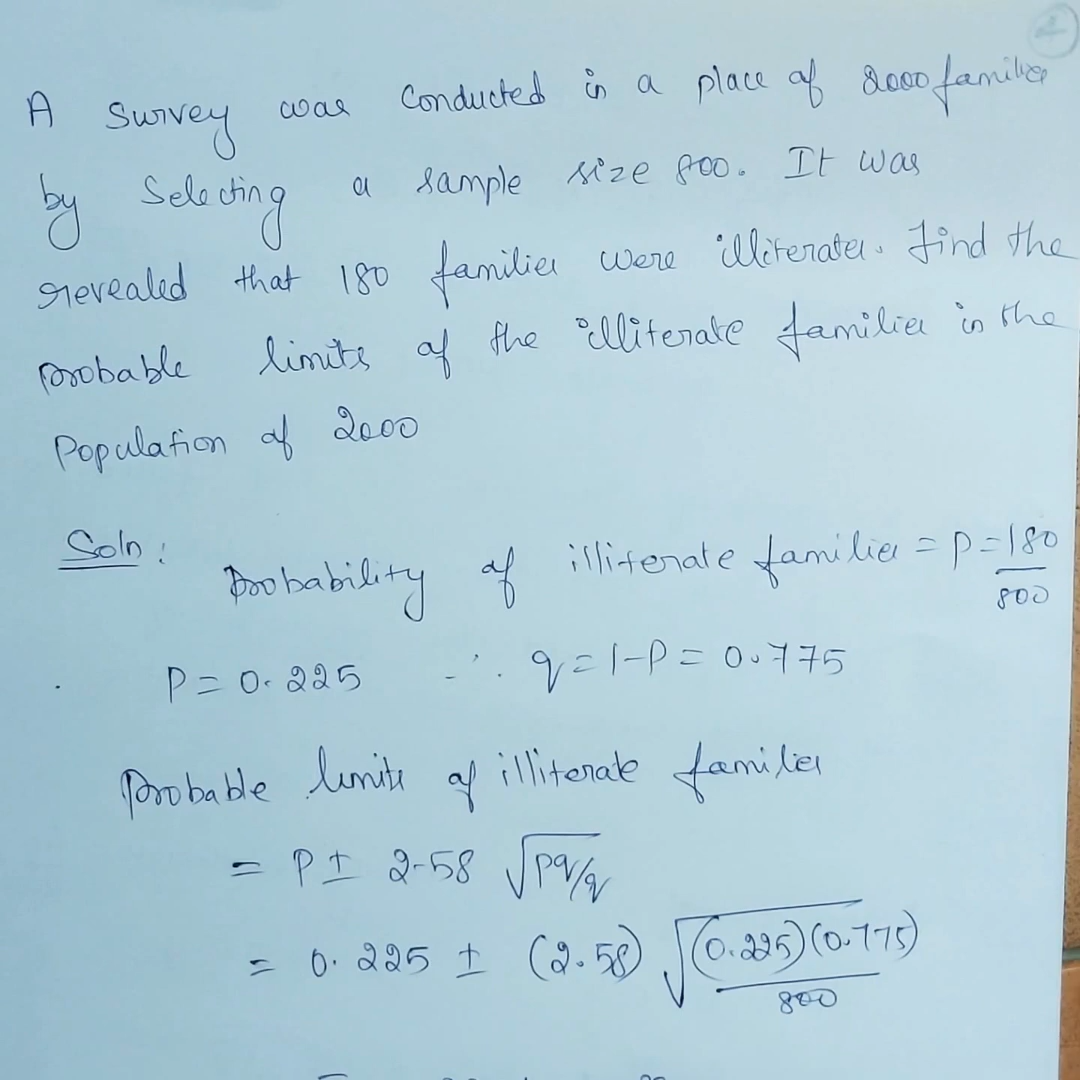 A survey was conducted in a place of 2000 families
by Selecting a sample size 800. It was
revealed that 180 families were illiterates. Find the
probable limits of the illiterate families in the
Population of 2000
Soln: Probability of illiterate families = P = 180/800
P = 0.225 ∴ q = 1-P = 0.775
Probable limits of illiterate families
= P ± 2.58 √pq/q
= 0.225 ± (2.58) √(0.225)(0.775)/800